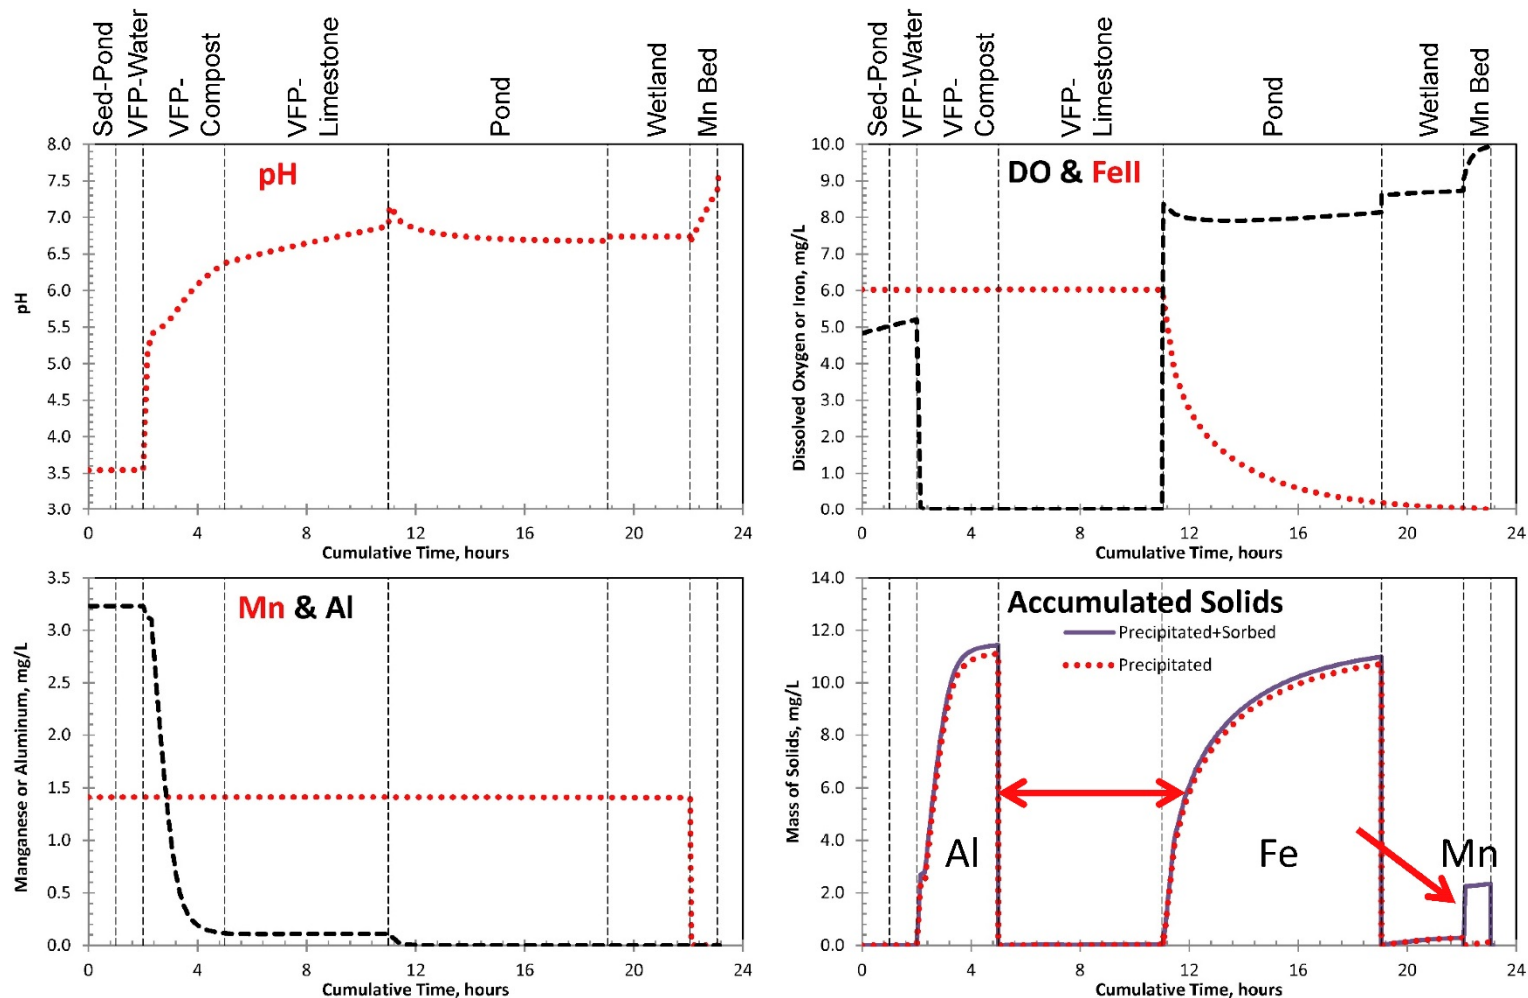 Sed-Pond
VFP-Water
VFP-
Compost
VFP-
Limestone
Pond
Wetland
Mn Bed
pH
8.0
7.5
7.0
6.5
6.0
5.5
5.0
4.5
4.0
3.5
3.0
pH
0
4
8
12
16
20
24
Cumulative Time, hours
Sed-Pond
VFP-Water
VFP-
Compost
VFP-
Limestone
Pond
Wetland
Mn Bed
DO & FeII
10.0
9.0
8.0
7.0
6.0
5.0
4.0
3.0
2.0
1.0
0.0
Dissolved Oxygen or Iron, mg/L
0
4
8
12
16
20
24
Cumulative Time, hours
Mn & Al
3.5
3.0
2.5
2.0
1.5
1.0
0.5
0.0
Manganese or Aluminum, mg/L
0
4
8
12
16
20
24
Cumulative Time, hours
Accumulated Solids
Precipitated+Sorbed
Precipitated
14.0
12.0
10.0
8.0
6.0
4.0
2.0
0.0
Mass of Solids, mg/L
Al
Fe
Mn
0
4
8
12
16
20
24
Cumulative Time, hours